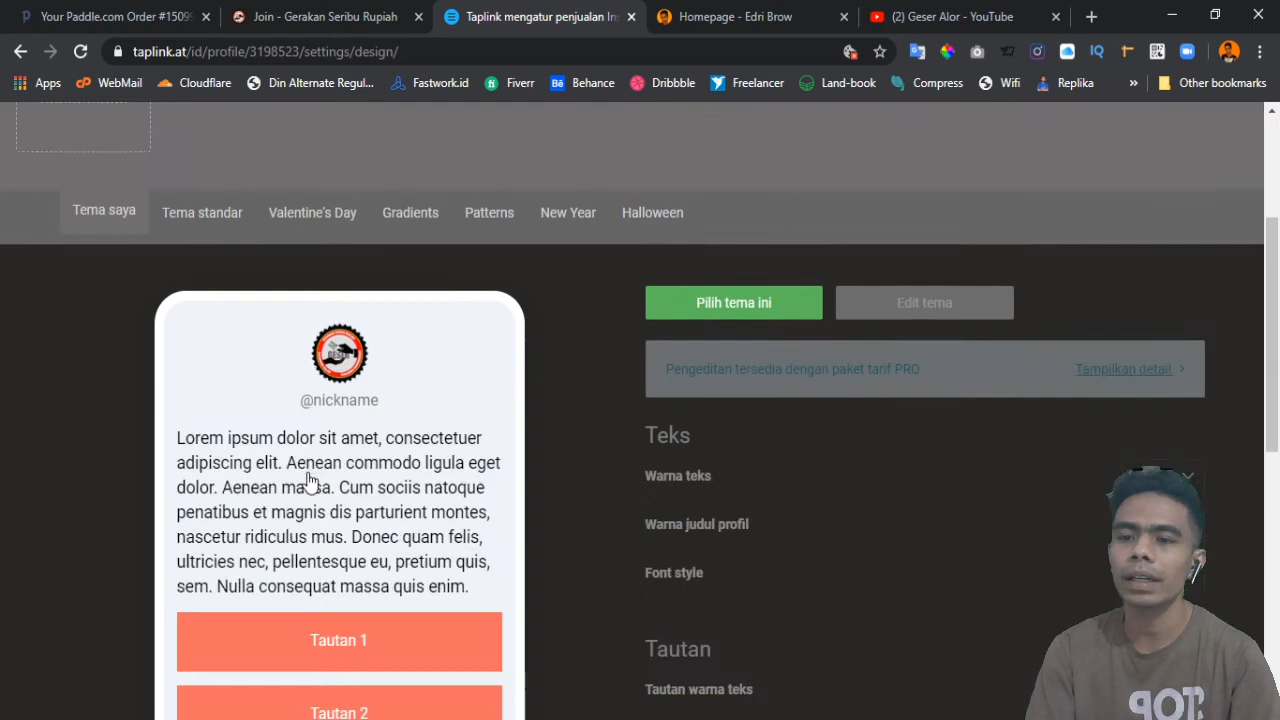 Your Paddle.com Order #1509
Join - Gerakan Seribu Rupiah
Taplink mengatur penjualan In
Homepage - Edri Brow
(2) Geser Alor - YouTube
taplink.at/id/profile/3198523/settings/design/
Apps
WebMail
Cloudflare
Din Alternate Regul...
Fastwork.id
Fiverr
Behance
Dribbble
Freelancer
Land-book
Compress
Wifi
Replika
Other bookmarks
Tema saya
Tema standar
Valentine's Day
Gradients
Patterns
New Year
Halloween
Pilih tema ini
Edit tema
Pengeditan tersedia dengan paket tarif PRO
Tampilkan detail
@nickname
Lorem ipsum dolor sit amet, consectetuer
adipiscing elit. Aenean commodo ligula eget
dolor. Aenean massa. Cum sociis natoque
penatibus et magnis dis parturient montes,
nascetur ridiculus mus. Donec quam felis,
ultricies nec, pellentesque eu, pretium quis,
sem. Nulla consequat massa quis enim.
Tautan 1
Tautan 2
Teks
Warna teks
Warna judul profil
Font style
Tautan
Tautan warna teks
TOP